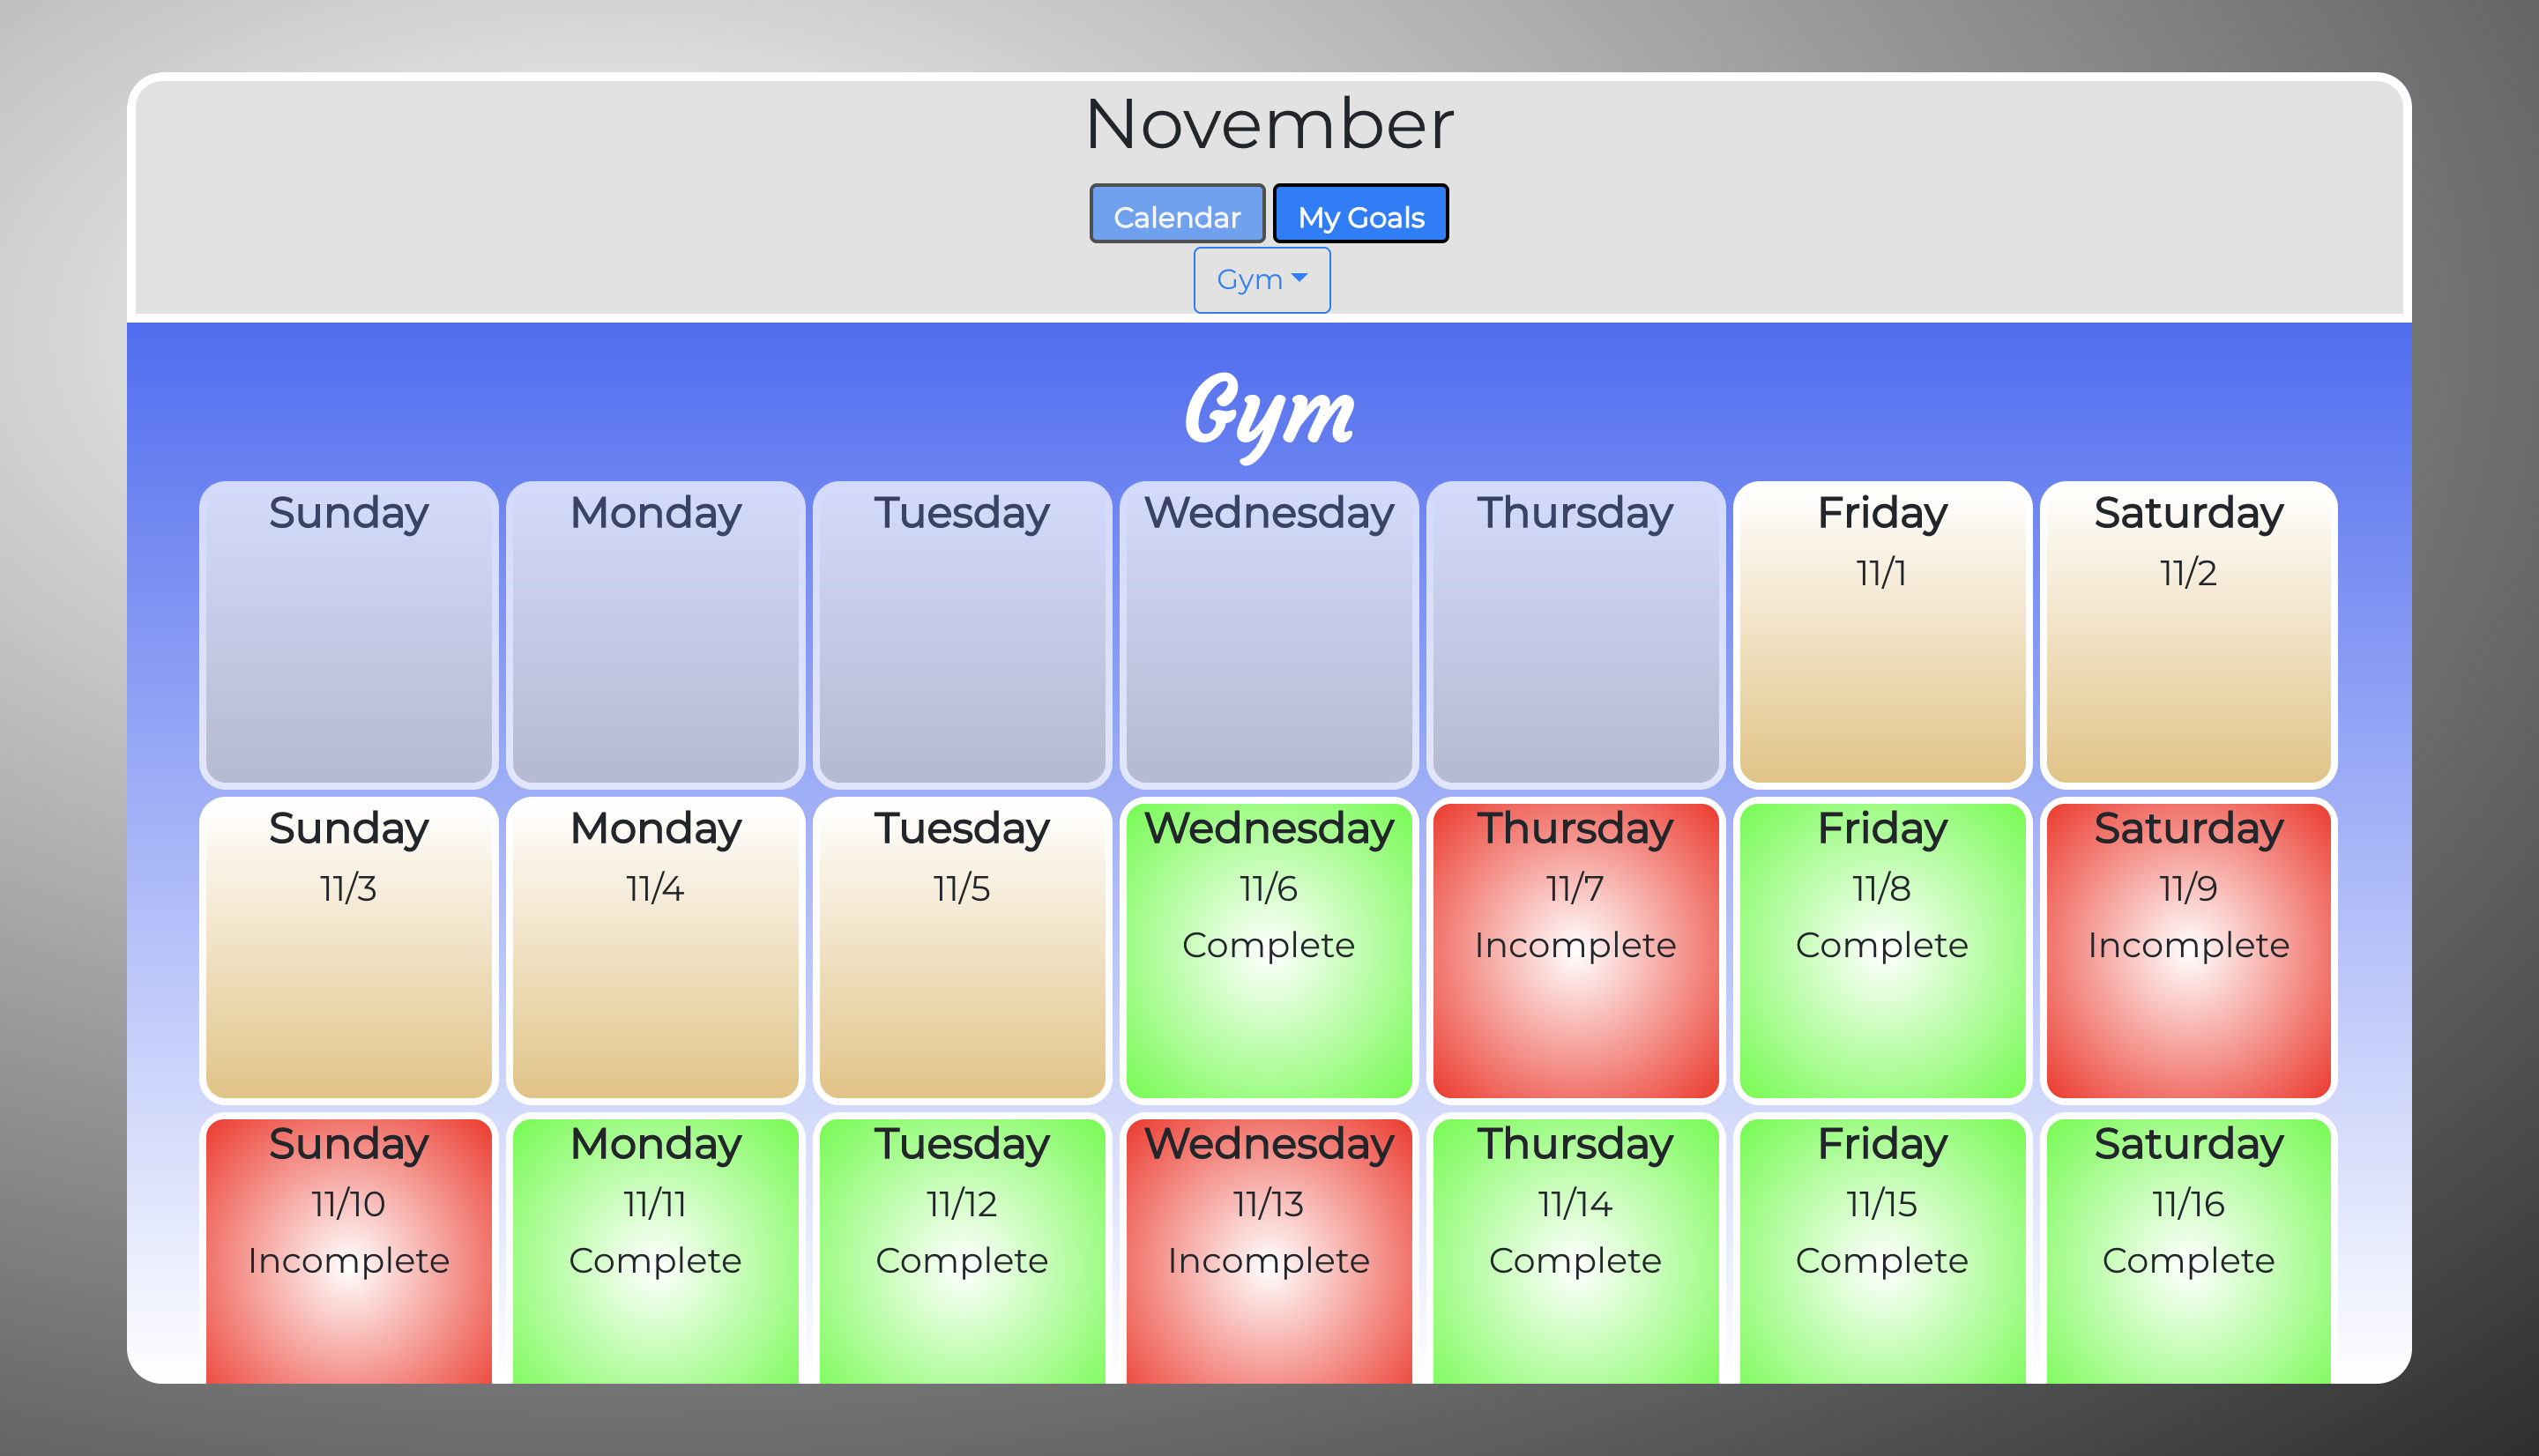 November
Calendar My Goals
Gym
Gym
Sunday Monday Tuesday Wednesday Thursday Friday Saturday
11/1 11/2
Sunday Monday Tuesday Wednesday Thursday Friday Saturday
11/3 11/4 11/5 11/6 11/7 11/8 11/9
Complete Incomplete Complete Incomplete
Sunday Monday Tuesday Wednesday Thursday Friday Saturday
11/10 11/11 11/12 11/13 11/14 11/15 11/16
Incomplete Complete Complete Incomplete Complete Complete Complete